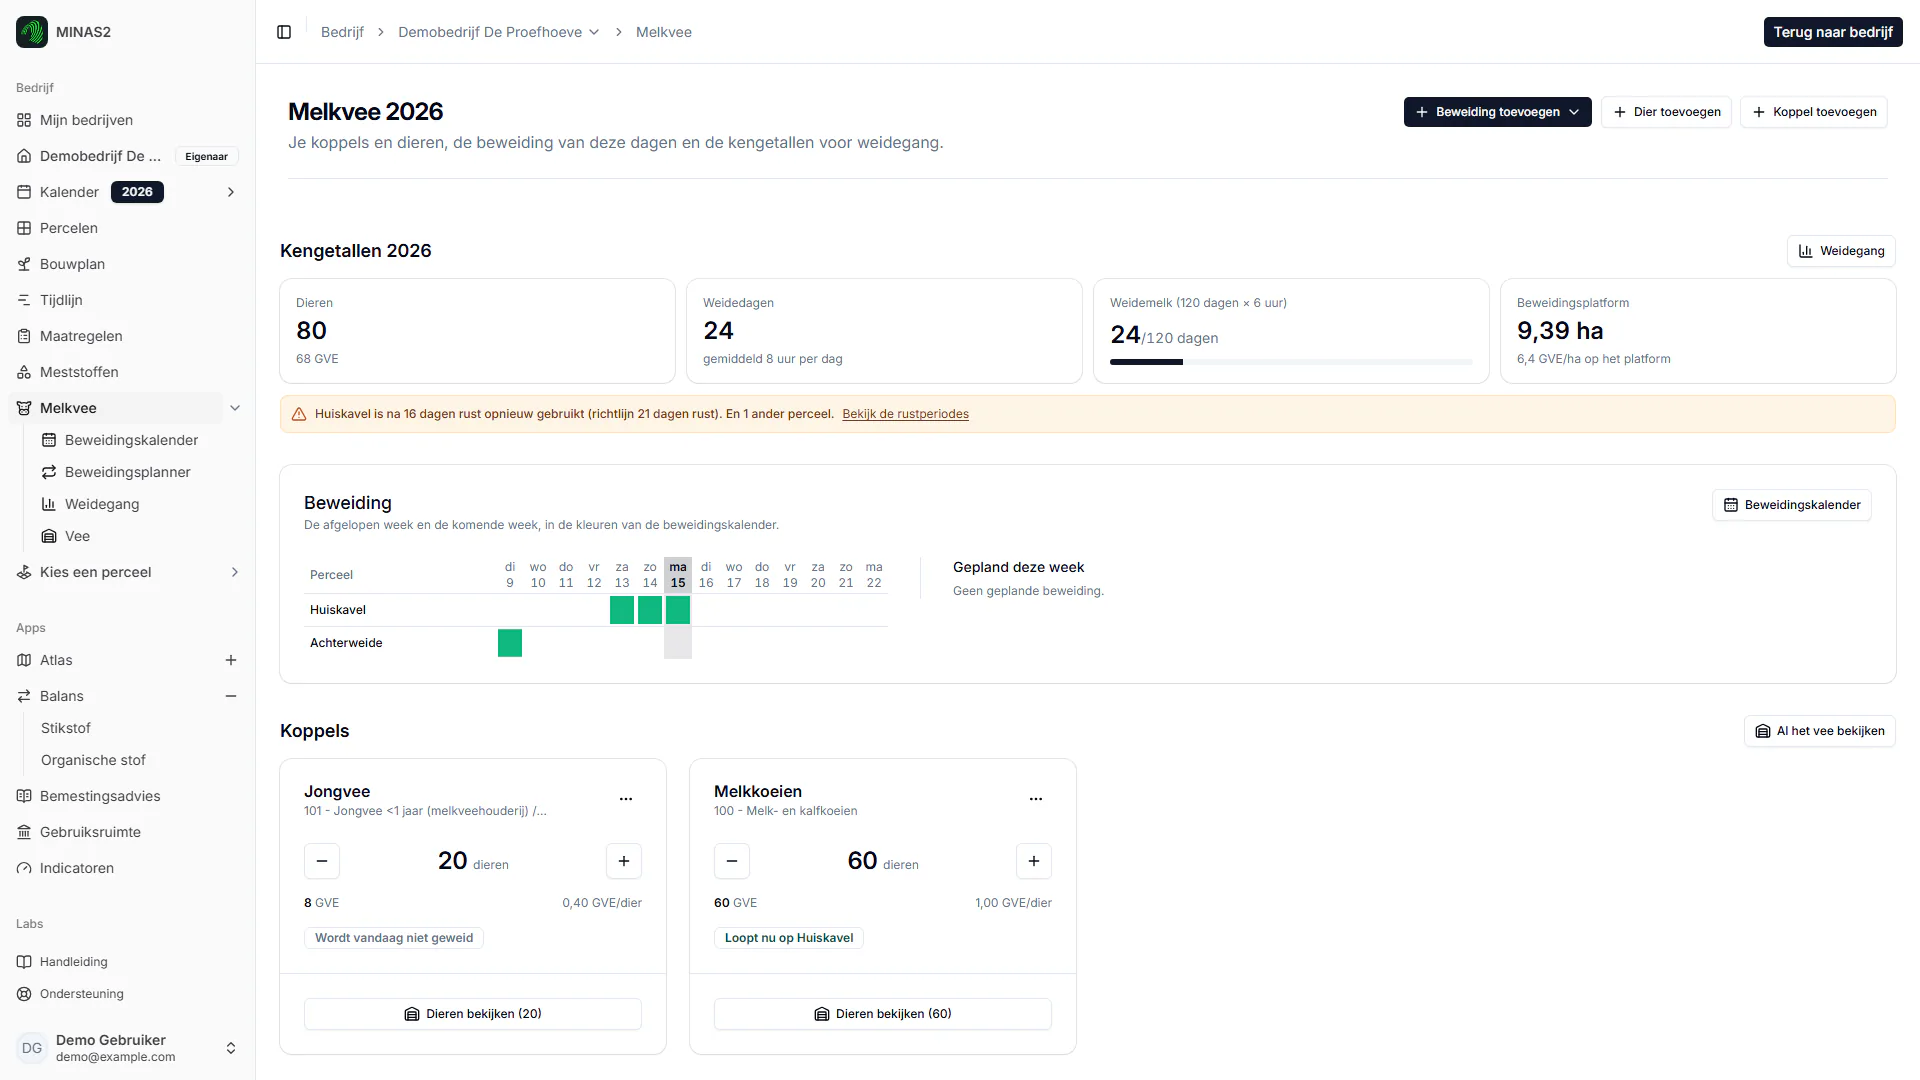 MINAS2
Bedrijf
Mijn bedrijven
Demobedrijf De ... Eigenaar
Kalender 2026
Percelen
Bouwplan
Tijdlijn
Maatregelen
Meststoffen
Melkvee
Beweidingskalender
Beweidingsplanner
Weidegang
Vee
Kies een perceel
Apps
Atlas
Balans
Stikstof
Organische stof
Bemestingsadvies
Gebruiksruimte
Indicatoren
Labs
Handleiding
Ondersteuning
DG
Demo Gebruiker
demo@example.com
Bedrijf > Demobedrijf De Proefhoeve > Melkvee
Terug naar bedrijf
Melkvee 2026
Je koppels en dieren, de beweiding van deze dagen en de kengetallen voor weidegang.
Beweiding toevoegen
Dier toevoegen
Koppel toevoegen
Kengetallen 2026
Weidegang
Dieren
80
68 GVE
Weidedagen
24
gemiddeld 8 uur per dag
Weidemelk (120 dagen × 6 uur)
24/120 dagen
Beweidingsplatform
9,39 ha
6,4 GVE/ha op het platform
Huiskavel is na 16 dagen rust opnieuw gebruikt (richtlijn 21 dagen rust). En 1 ander perceel. Bekijk de rustperiodes
Beweiding
De afgelopen week en de komende week, in de kleuren van de beweidingskalender.
Beweidingskalender
Perceel
di wo do vr za zo ma di wo do vr za zo ma
9 10 11 12 13 14 15 16 17 18 19 20 21 22
Huiskavel
Achterweide
Gepland deze week
Geen geplande beweiding.
Koppels
Al het vee bekijken
Jongvee
101 - Jongvee <1 jaar (melkveehouderij) /...
20 dieren
8 GVE
0,40 GVE/dier
Wordt vandaag niet geweid
Dieren bekijken (20)
Melkkoeien
100 - Melk- en kalfkoeien
60 dieren
60 GVE
1,00 GVE/dier
Loopt nu op Huiskavel
Dieren bekijken (60)